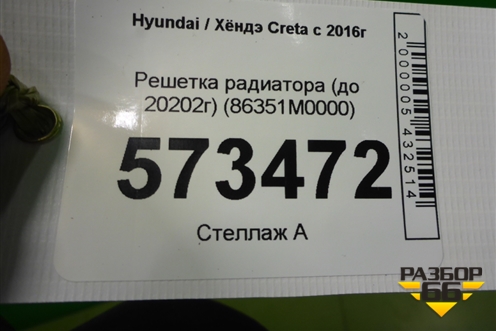 Hyundai / Хёндэ Creta с 2016г
Решетка радиатора (до
20202г) (86351M0000)
573472
Стеллаж А
2000005432514
РАЗБОР
66